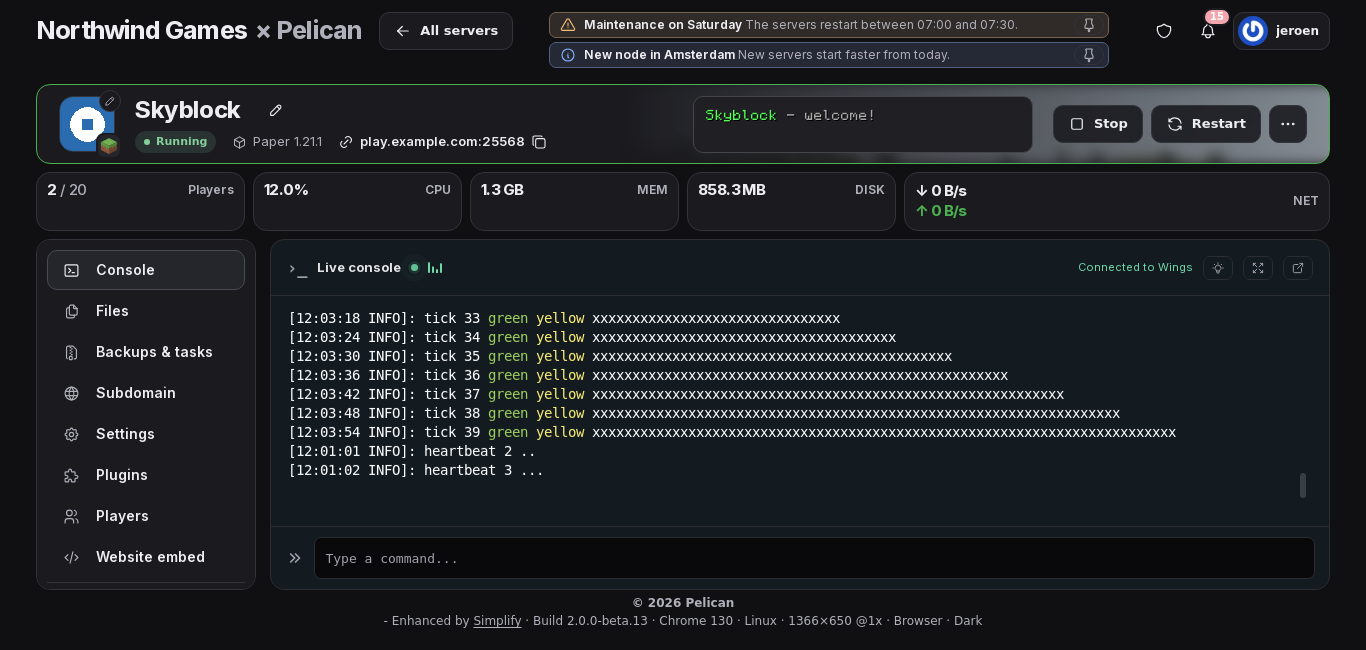 Northwind Games × Pelican
All servers
Maintenance on Saturday The servers restart between 07:00 and 07:30.
New node in Amsterdam New servers start faster from today.
15
jeroen
Skyblock
Running
Paper 1.21.1
play.example.com:25568
Skyblock - welcome!
Stop
Restart
2 / 20 Players
12.0% CPU
1.3 GB MEM
858.3 MB DISK
↓ 0 B/s
↑ 0 B/s
NET
Console
Files
Backups & tasks
Subdomain
Settings
Plugins
Players
Website embed
Live console
Connected to Wings
[12:03:18 INFO]: tick 33 green yellow xxxxxxxxxxxxxxxxxxxxxxxxxxxxxxx
[12:03:24 INFO]: tick 34 green yellow xxxxxxxxxxxxxxxxxxxxxxxxxxxxxxxxxxxxxx
[12:03:30 INFO]: tick 35 green yellow xxxxxxxxxxxxxxxxxxxxxxxxxxxxxxxxxxxxxxxxxxxxx
[12:03:36 INFO]: tick 36 green yellow xxxxxxxxxxxxxxxxxxxxxxxxxxxxxxxxxxxxxxxxxxxxxxxxxxxx
[12:03:42 INFO]: tick 37 green yellow xxxxxxxxxxxxxxxxxxxxxxxxxxxxxxxxxxxxxxxxxxxxxxxxxxxxxxxxxxx
[12:03:48 INFO]: tick 38 green yellow xxxxxxxxxxxxxxxxxxxxxxxxxxxxxxxxxxxxxxxxxxxxxxxxxxxxxxxxxxxxxxxxxx
[12:03:54 INFO]: tick 39 green yellow xxxxxxxxxxxxxxxxxxxxxxxxxxxxxxxxxxxxxxxxxxxxxxxxxxxxxxxxxxxxxxxxxxxxxxxxx
[12:01:01 INFO]: heartbeat 2 ..
[12:01:02 INFO]: heartbeat 3 ...
Type a command...
© 2026 Pelican
- Enhanced by Simplify · Build 2.0.0-beta.13 · Chrome 130 · Linux · 1366×650 @1x · Browser · Dark